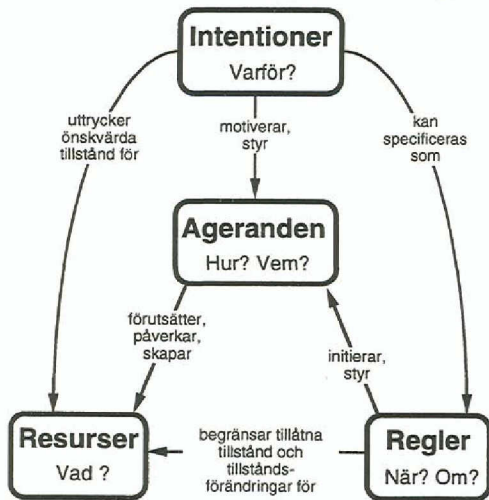 Intentioner
Varför?
uttrycker
önskvärda
tillstånd för
motiverar,
styr
kan
specificeras
som
Ageranden
Hur? Vem?
förutsätter,
påverkar,
skapar
initierar,
styr
Resurser
Vad ?
begränsar tillåtna
tillstånd och
tillstånds-
förändringar för
Regler
När? Om?